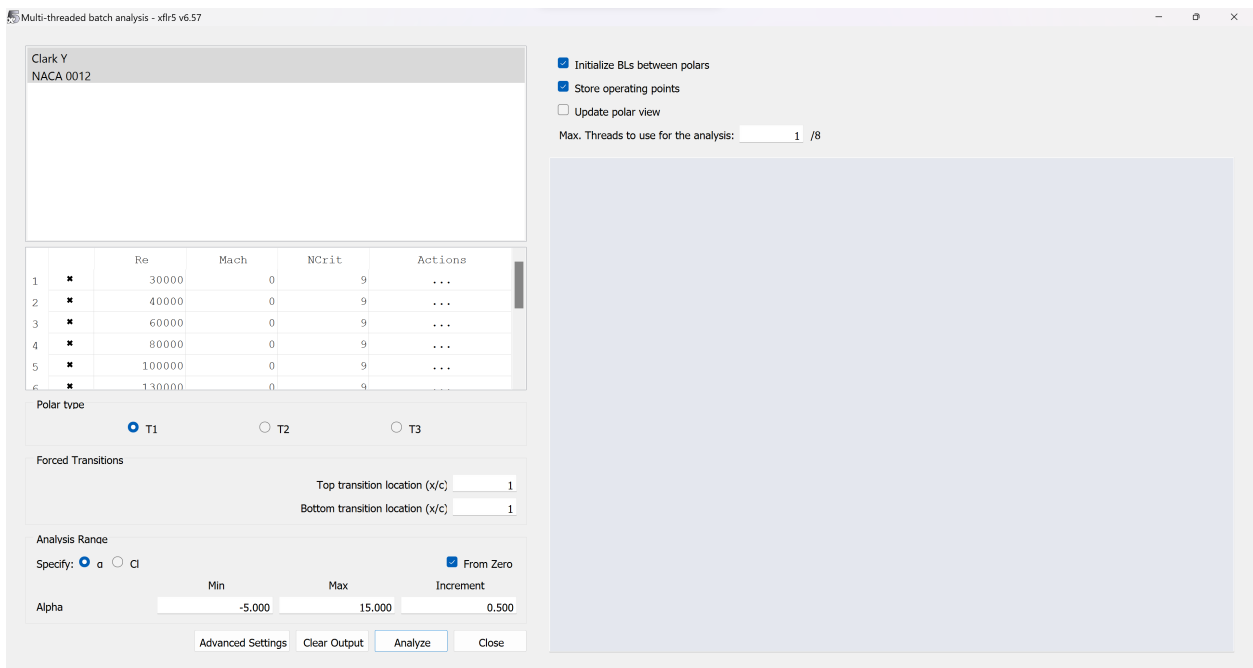 Multi-threaded batch analysis - xflr5 v6.57
Clark Y
NACA 0012
Re Mach NCrit Actions
1 ✖ 30000 0 9 ...
2 ✖ 40000 0 9 ...
3 ✖ 60000 0 9 ...
4 ✖ 80000 0 9 ...
5 ✖ 100000 0 9 ...
6 ✖ 130000 0 9 ...
Polar type
T1 T2 T3
Forced Transitions
Top transition location (x/c) 1
Bottom transition location (x/c) 1
Analysis Range
Specify: α Cl From Zero
Min Max Increment
Alpha -5.000 15.000 0.500
Advanced Settings Clear Output Analyze Close
Initialize BLs between polars
Store operating points
Update polar view
Max. Threads to use for the analysis: 1 /8